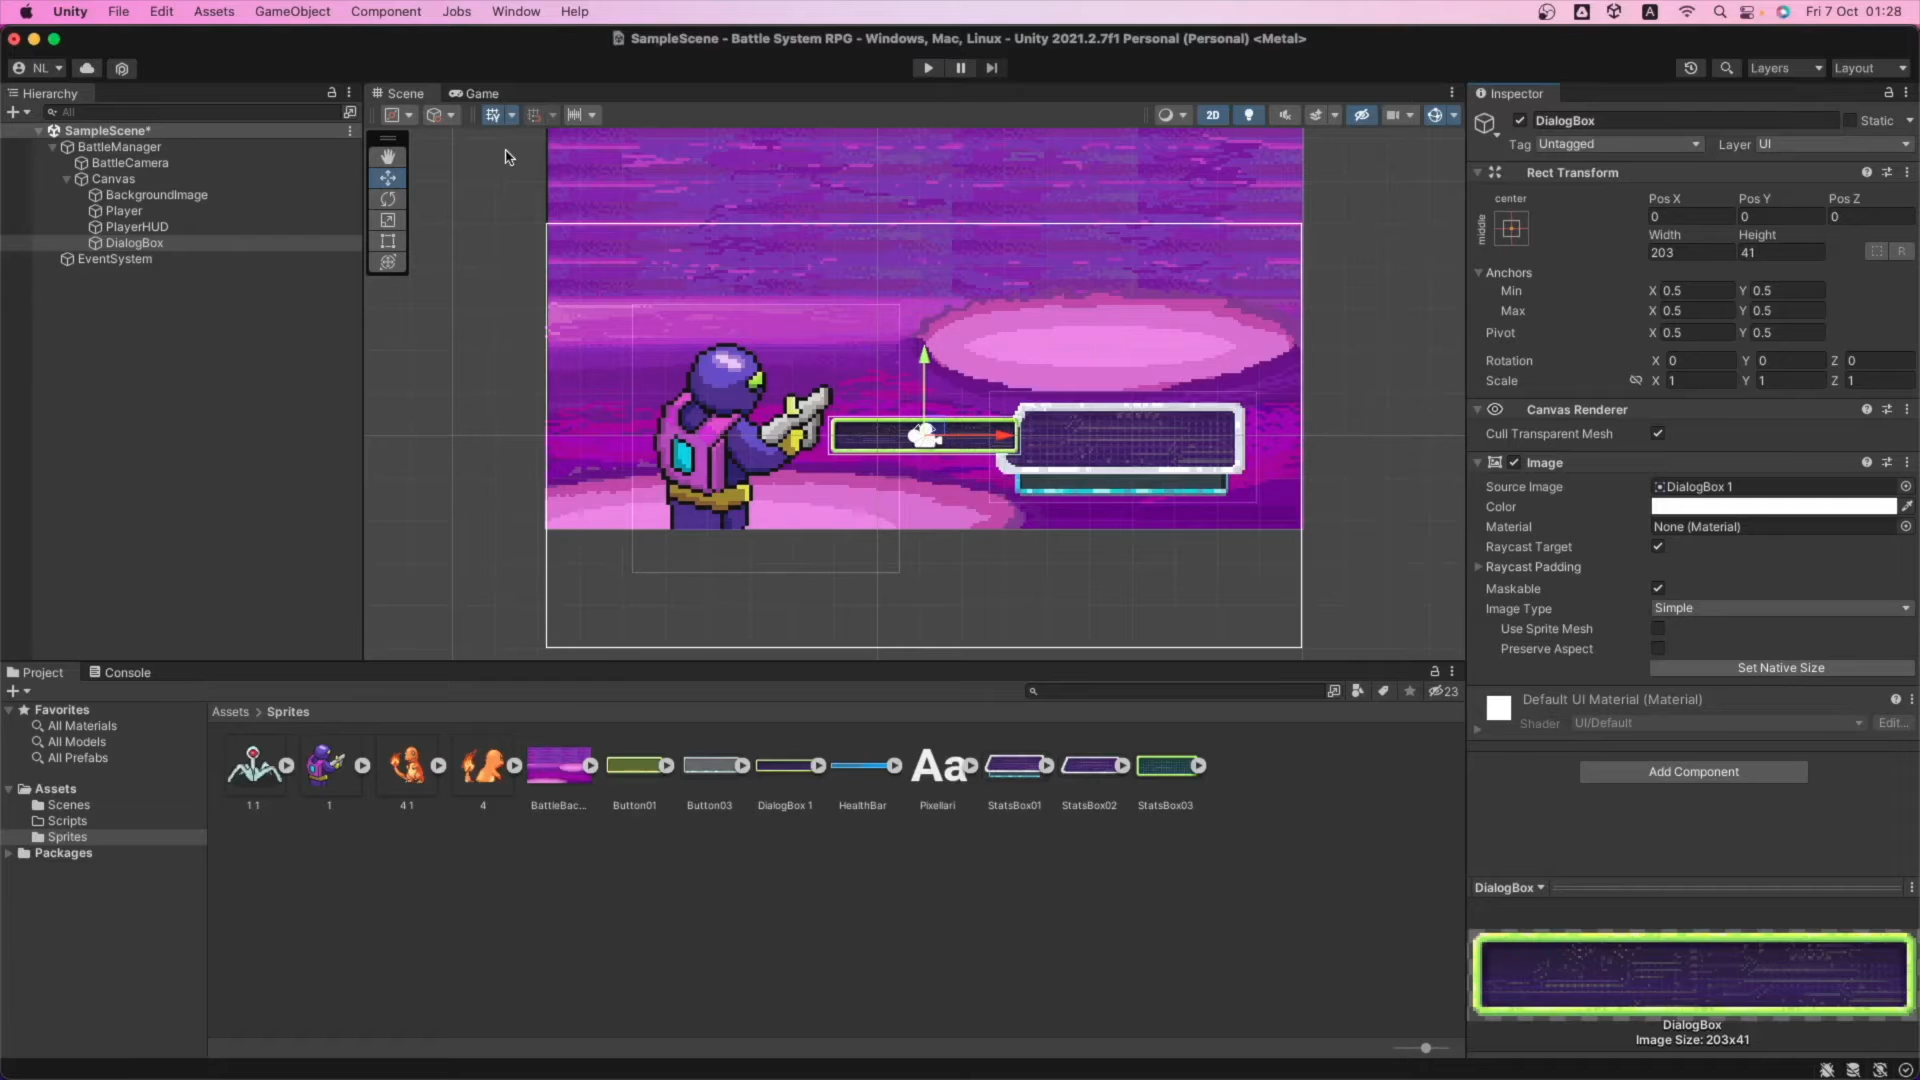 Unity File Edit Assets GameObject Component Jobs Window Help
A Fri 7 Oct 01:28
SampleScene - Battle System RPG - Windows, Mac, Linux - Unity 2021.2.7f1 Personal (Personal) <Metal>
NL
Layers Layout
Hierarchy
All
SampleScene*
BattleManager
BattleCamera
Canvas
BackgroundImage
Player
PlayerHUD
DialogBox
EventSystem
Scene Game
2D
Inspector
DialogBox Static
Tag Untagged Layer UI
Rect Transform
center
middle
Pos X Pos Y Pos Z
0 0 0
Width Height
203 41
R
Anchors
Min X 0.5 Y 0.5
Max X 0.5 Y 0.5
Pivot X 0.5 Y 0.5
Rotation X 0 Y 0 Z 0
Scale X 1 Y 1 Z 1
Canvas Renderer
Cull Transparent Mesh
Image
Source Image DialogBox 1
Color
Material None (Material)
Raycast Target
Raycast Padding
Maskable
Image Type Simple
Use Sprite Mesh
Preserve Aspect
Set Native Size
Default UI Material (Material)
Shader UI/Default Edit...
Add Component
DialogBox
DialogBox
Image Size: 203x41
Project Console
23
Favorites
All Materials
All Models
All Prefabs
Assets
Scenes
Scripts
Sprites
Packages
Assets > Sprites
Aa
1 1 1 4 1 4 BattleBac... Button01 Button03 DialogBox 1 HealthBar Pixellari StatsBox01 StatsBox02 StatsBox03